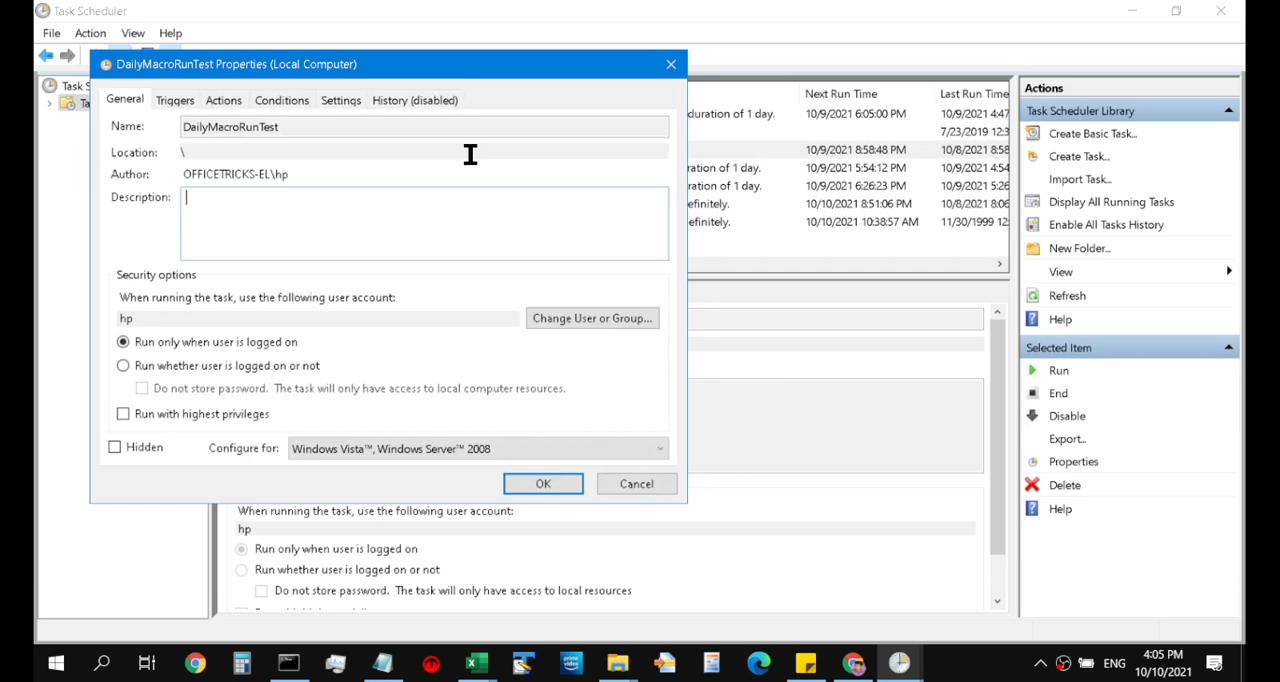 Task Scheduler
File Action View Help
DailyMacroRunTest Properties (Local Computer)
General Triggers Actions Conditions Settings History (disabled)
Name: DailyMacroRunTest
Location: \
Author: OFFICETRICKS-EL\hp
Description:
Security options
When running the task, use the following user account:
hp Change User or Group...
Run only when user is logged on
Run whether user is logged on or not
Do not store password. The task will only have access to local computer resources.
Run with highest privileges
Hidden Configure for: Windows Vista™, Windows Server™ 2008
OK Cancel
Next Run Time Last Run Time
duration of 1 day. 10/9/2021 6:05:00 PM 10/9/2021 4:47
7/23/2019 12:3
10/9/2021 8:58:48 PM 10/8/2021 8:58
ration of 1 day. 10/9/2021 5:54:12 PM 10/9/2021 4:54
ration of 1 day. 10/9/2021 6:26:23 PM 10/9/2021 5:26
efinitely. 10/10/2021 8:51:06 PM 10/8/2021 8:06
efinitely. 10/10/2021 10:38:57 AM 11/30/1999 12:
When running the task, use the following user account:
hp
Run only when user is logged on
Run whether user is logged on or not
Do not store password. The task will only have access to local resources
Actions
Task Scheduler Library
Create Basic Task...
Create Task...
Import Task...
Display All Running Tasks
Enable All Tasks History
New Folder...
View
Refresh
Help
Selected Item
Run
End
Disable
Export...
Properties
Delete
Help
ENG
4:05 PM
10/10/2021